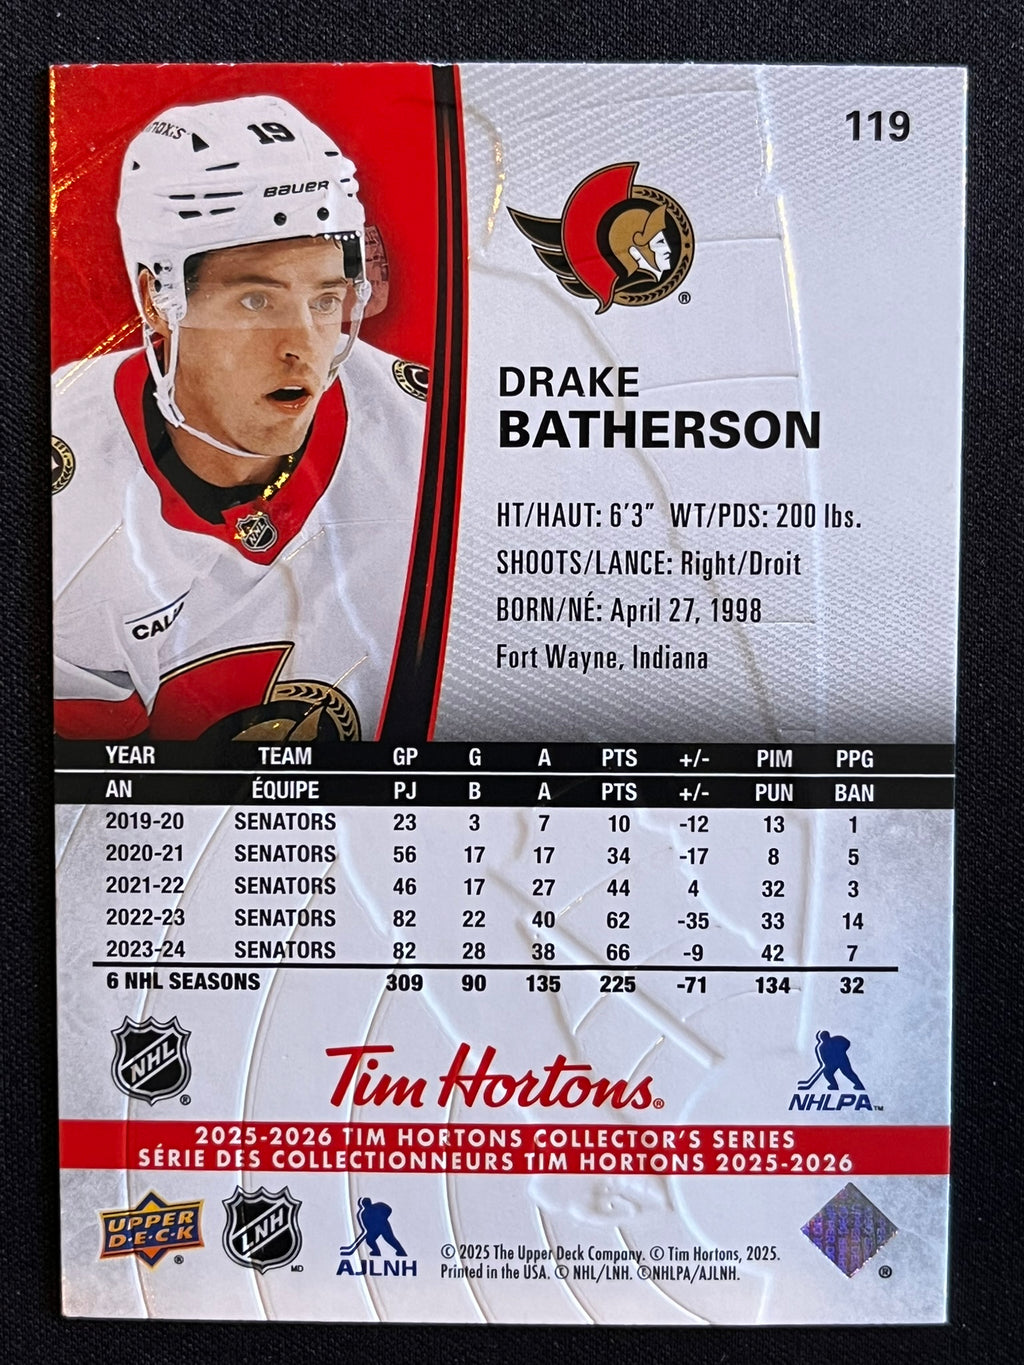 119
19
BAUER
NHL
®
DRAKE
BATHERSON
HT/HAUT: 6'3" WT/PDS: 200 lbs.
SHOOTS/LANCE: Right/Droit
BORN/NÉ: April 27, 1998
Fort Wayne, Indiana
YEAR TEAM GP G A PTS +/- PIM PPG
AN ÉQUIPE PJ B A PTS +/- PUN BAN
2019-20 SENATORS 23 3 7 10 -12 13 1
2020-21 SENATORS 56 17 17 34 -17 8 5
2021-22 SENATORS 46 17 27 44 4 32 3
2022-23 SENATORS 82 22 40 62 -35 33 14
2023-24 SENATORS 82 28 38 66 -9 42 7
6 NHL SEASONS 309 90 135 225 -71 134 32
NHL ® Tim Hortons® NHLPA™
2025-2026 TIM HORTONS COLLECTOR'S SERIES
SÉRIE DES COLLECTIONNEURS TIM HORTONS 2025-2026
UPPER DECK ® LNH MD AJLNH
© 2025 The Upper Deck Company. © Tim Hortons, 2025.
Printed in the USA. © NHL/LNH. ©NHLPA/AJLNH.
®